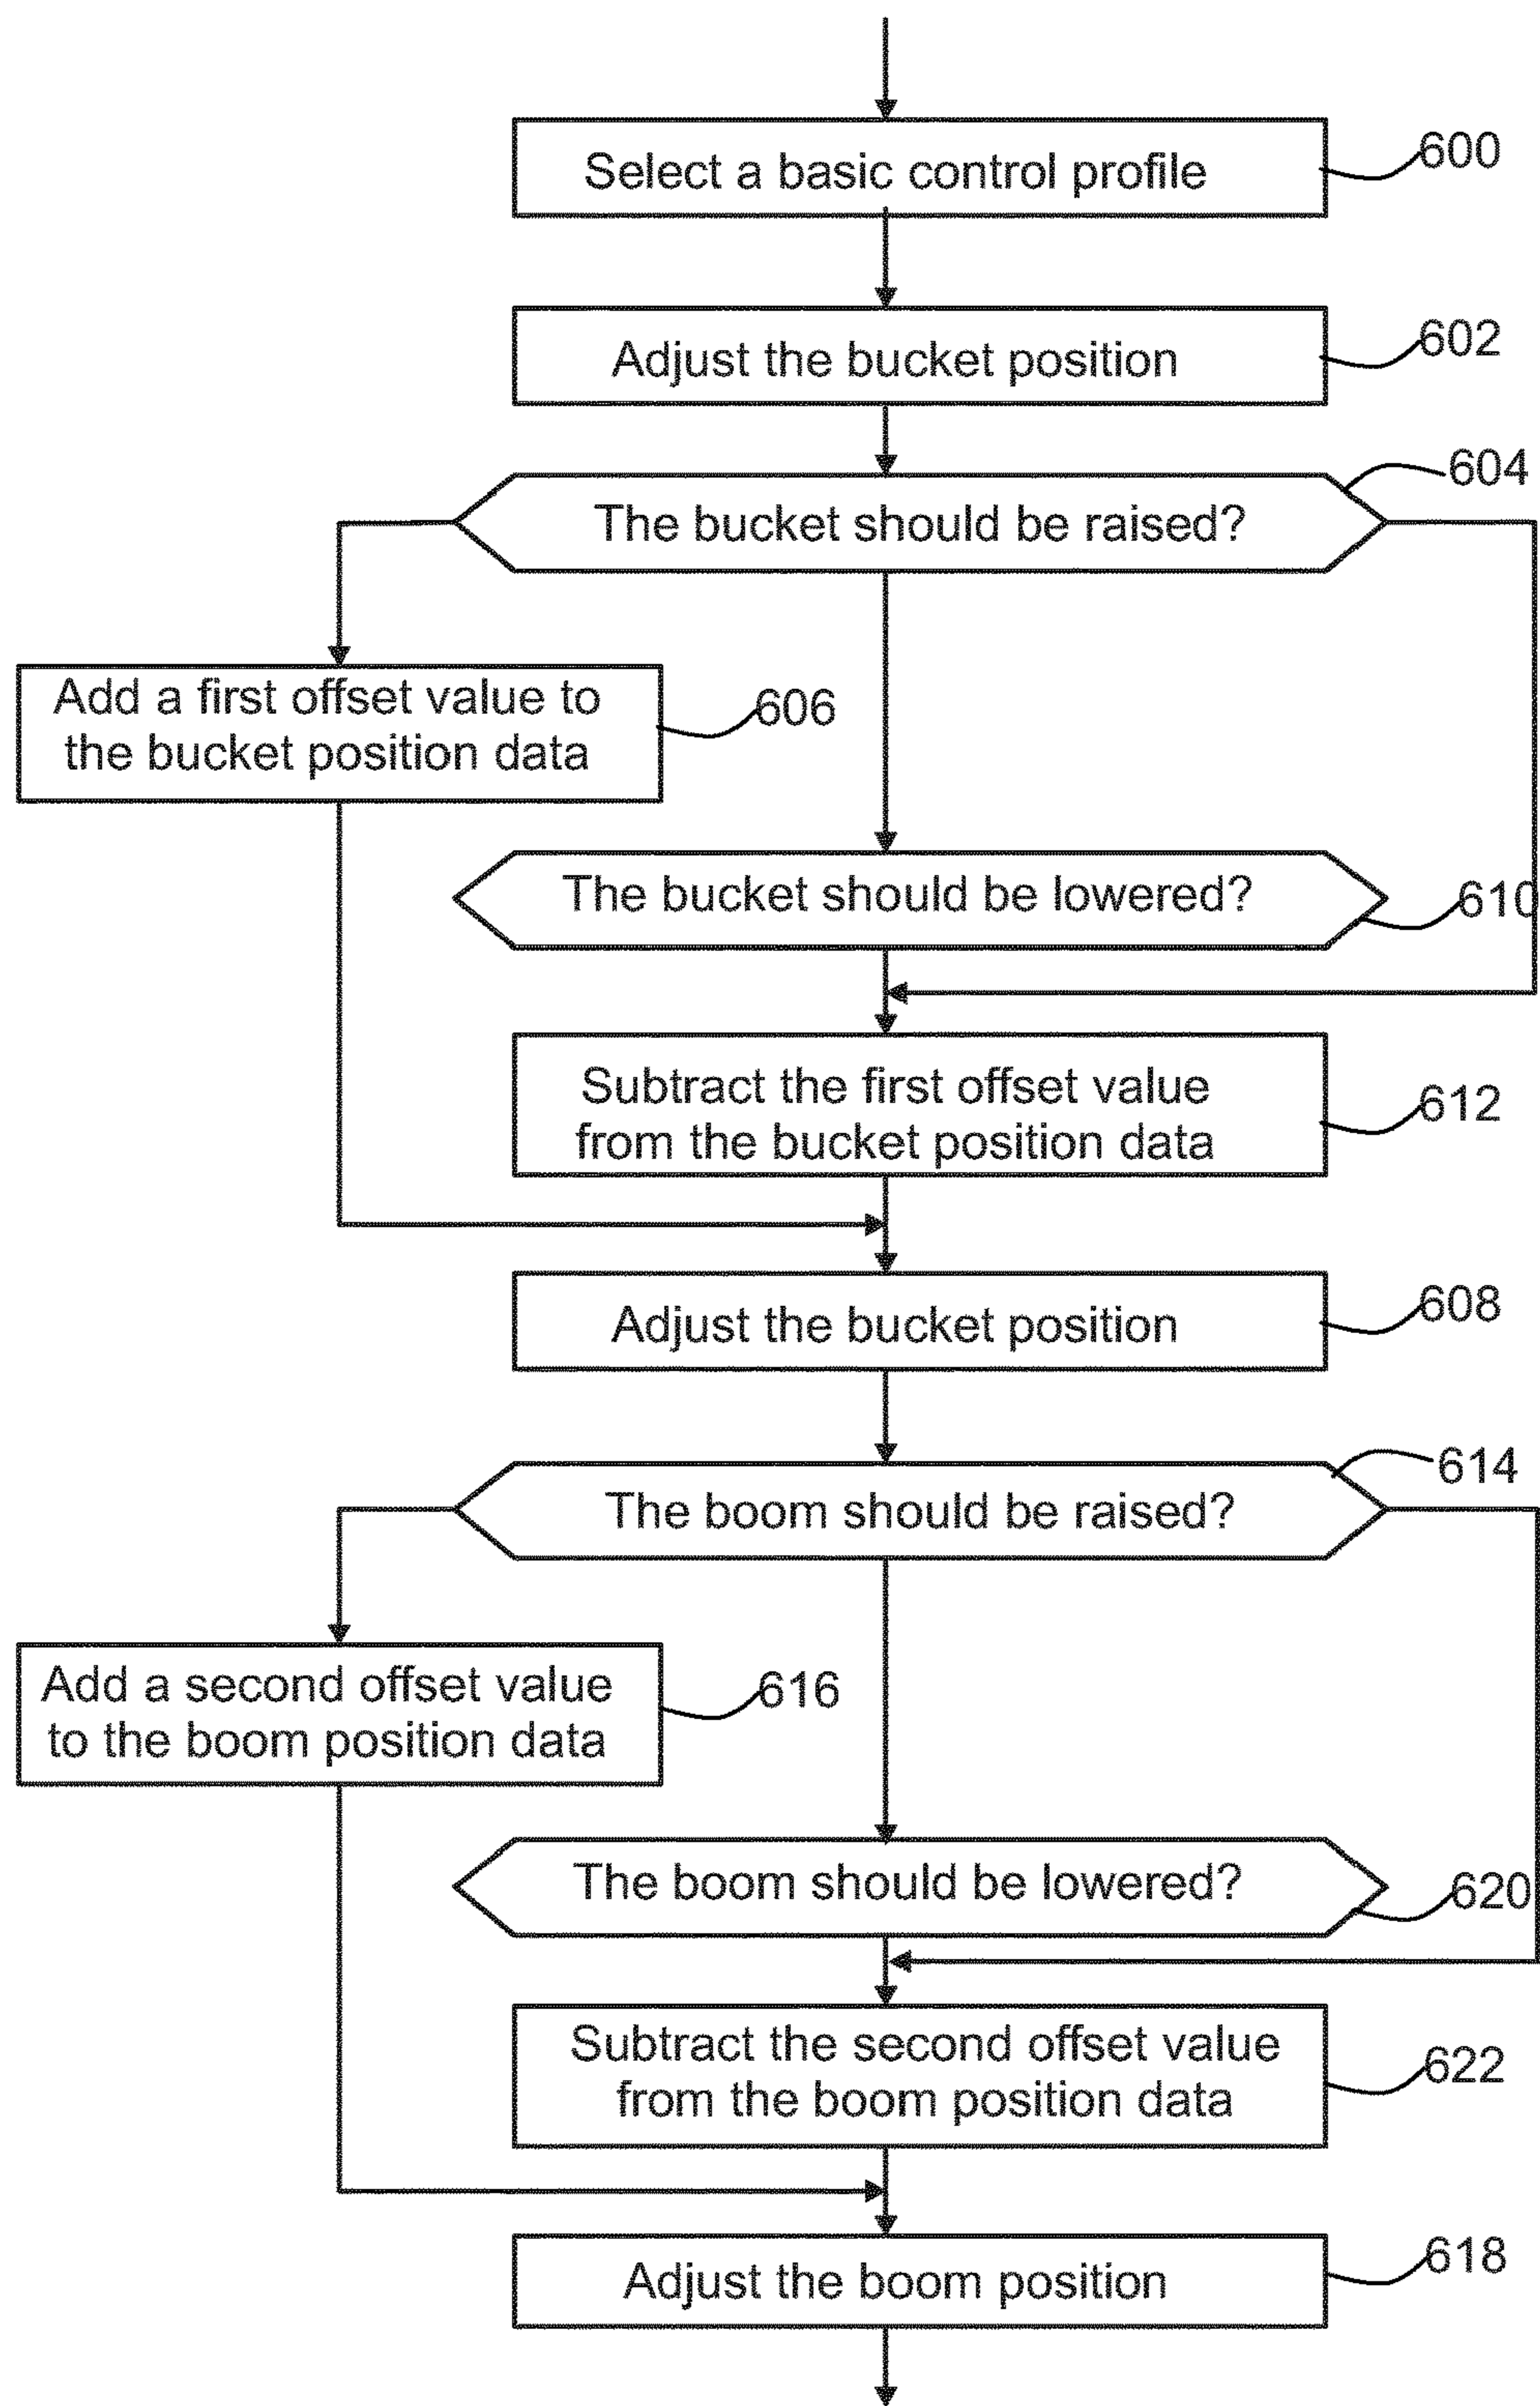 Select a basic control profile
600
Adjust the bucket position
602
The bucket should be raised?
604
Add a first offset value to
the bucket position data
606
The bucket should be lowered?
610
Subtract the first offset value
from the bucket position data
612
Adjust the bucket position
608
The boom should be raised?
614
Add a second offset value
to the boom position data
616
The boom should be lowered?
620
Subtract the second offset value
from the boom position data
622
Adjust the boom position
618